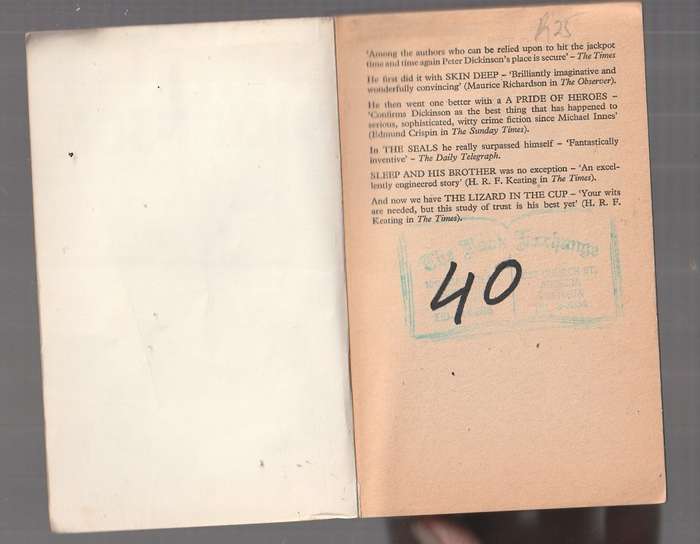 R25
'Among the authors who can be relied upon to hit the jackpot
time and time again Peter Dickinson's place is secure' – The Times
He first did it with SKIN DEEP – 'Brilliantly imaginative and
wonderfully convincing' (Maurice Richardson in The Observer).
He then went one better with a A PRIDE OF HEROES –
'Confirms Dickinson as the best thing that has happened to
serious, sophisticated, witty crime fiction since Michael Innes'
(Edmund Crispin in The Sunday Times).
In THE SEALS he really surpassed himself – 'Fantastically
inventive' – The Daily Telegraph.
SLEEP AND HIS BROTHER was no exception – 'An excel-
lently engineered story' (H. R. F. Keating in The Times).
And now we have THE LIZARD IN THE CUP – 'Your wits
are needed, but this study of trust is his best yet' (H. R. F.
Keating in The Times).
The Book Exchange
40